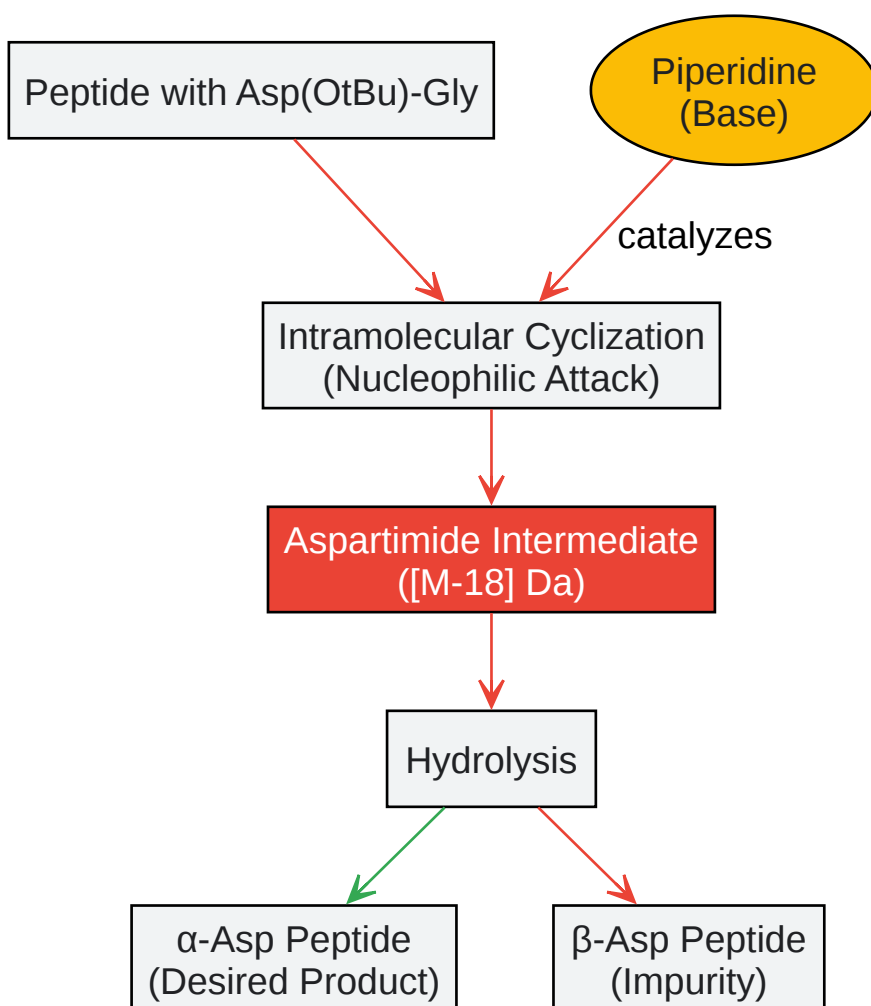 Peptide with Asp(OtBu)-Gly
Piperidine
(Base)
catalyzes
Intramolecular Cyclization
(Nucleophilic Attack)
Aspartimide Intermediate
([M-18] Da)
Hydrolysis
α-Asp Peptide
(Desired Product)
β-Asp Peptide
(Impurity)